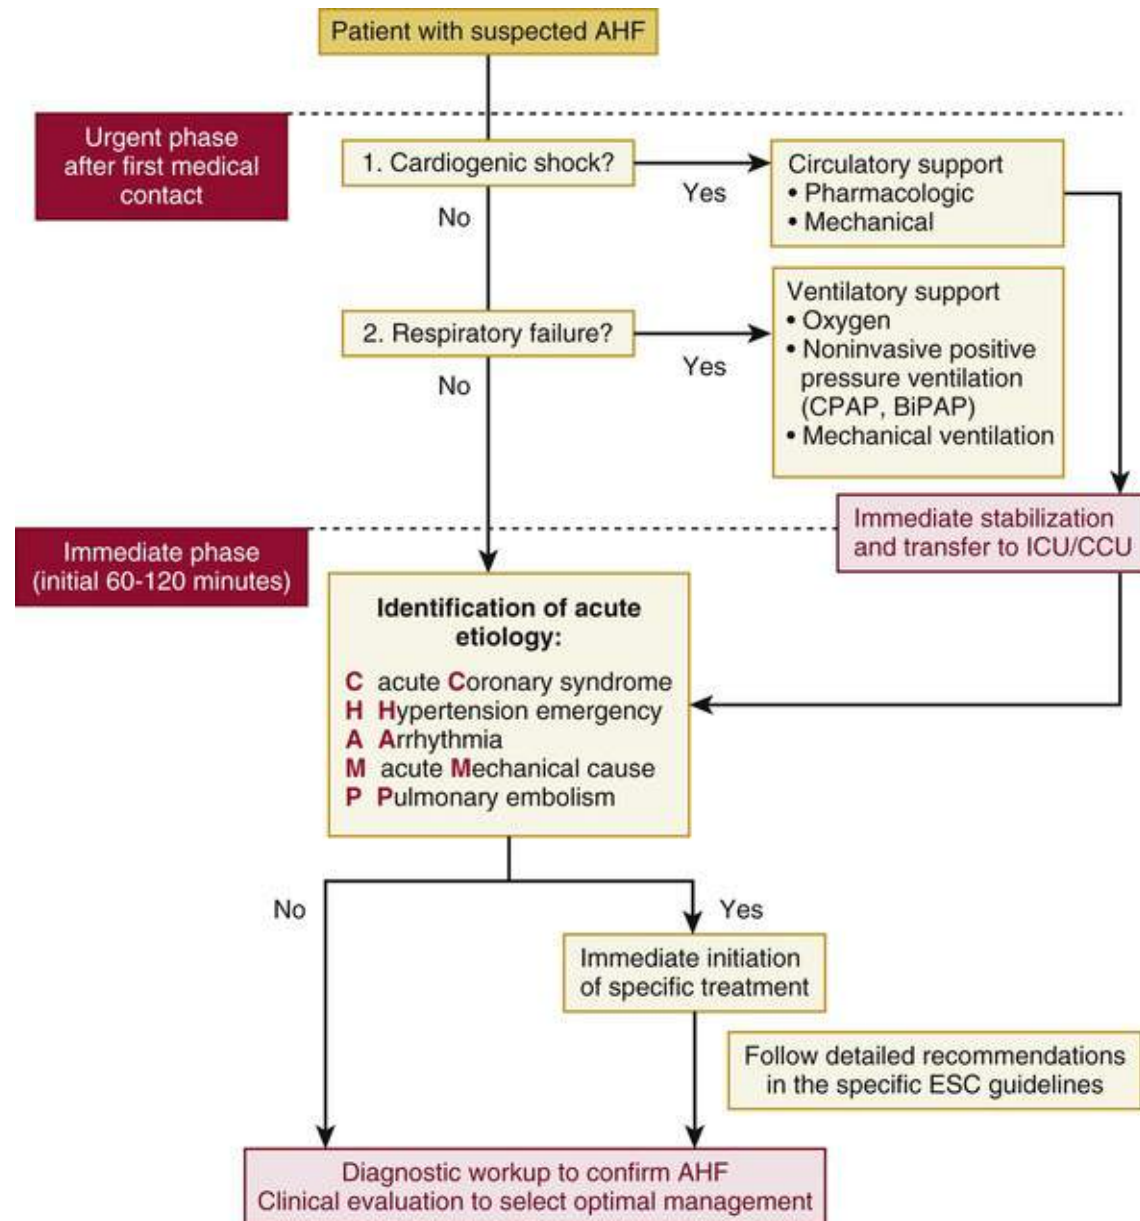 Patient with suspected AHF
Urgent phase
after first medical
contact
1. Cardiogenic shock?
Yes
No
Circulatory support
• Pharmacologic
• Mechanical
2. Respiratory failure?
Yes
No
Ventilatory support
• Oxygen
• Noninvasive positive
pressure ventilation
(CPAP, BiPAP)
• Mechanical ventilation
Immediate stabilization
and transfer to ICU/CCU
Immediate phase
(initial 60-120 minutes)
Identification of acute
etiology:
C acute Coronary syndrome
H Hypertension emergency
A Arrhythmia
M acute Mechanical cause
P Pulmonary embolism
No
Yes
Immediate initiation
of specific treatment
Follow detailed recommendations
in the specific ESC guidelines
Diagnostic workup to confirm AHF
Clinical evaluation to select optimal management